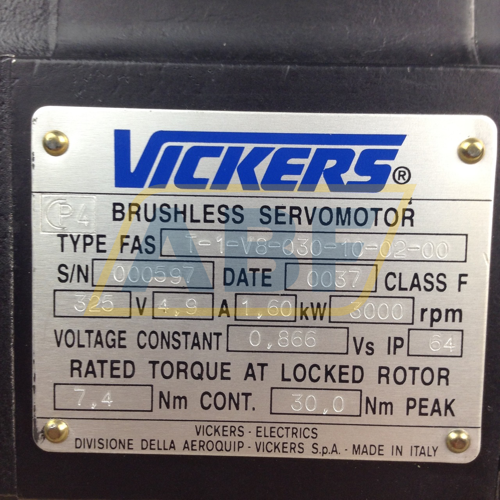 VICKERS®
P4 BRUSHLESS SERVOMOTOR
TYPE FAS T-1-V8-030-10-02-00
S/N 000597 DATE 0037 CLASS F
325 V 4,9 A 1,60 kW rpm
VOLTAGE CONSTANT 0,866 Vs IP 64
RATED TORQUE AT LOCKED ROTOR
7,4 Nm CONT. 30,0 Nm PEAK
VICKERS - ELECTRICS
DIVISIONE DELLA AEROQUIP - VICKERS S.p.A. - MADE IN ITALY
ABF